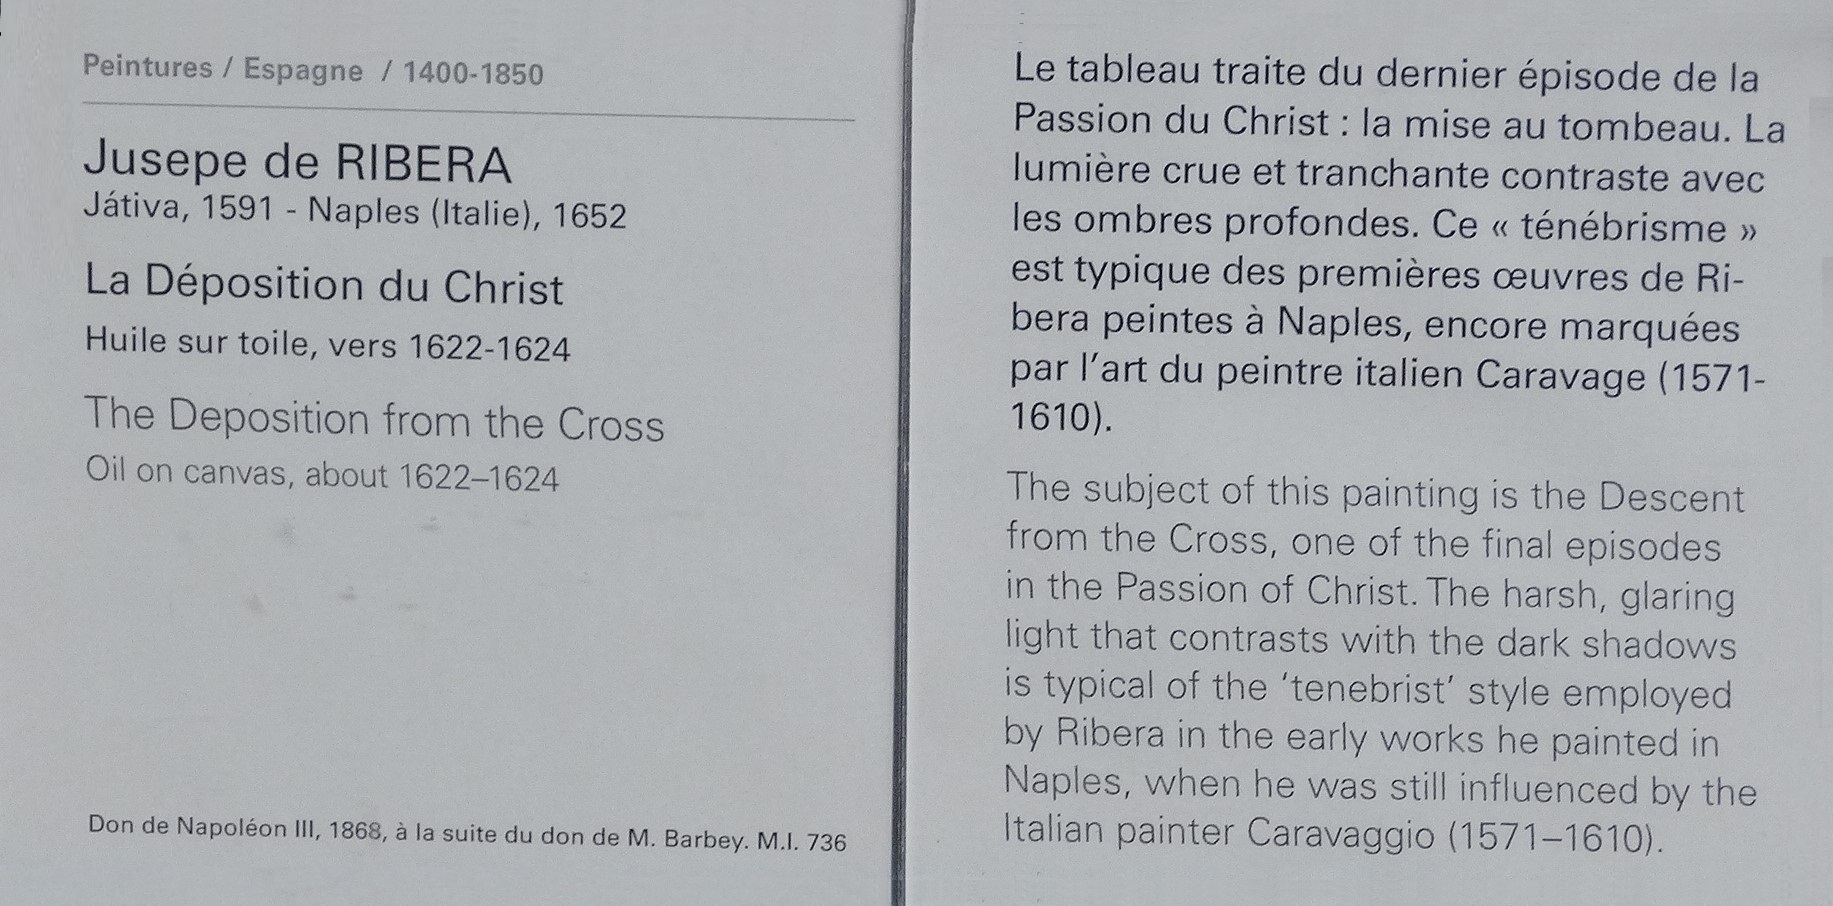 Peintures / Espagne / 1400-1850
Jusepe de RIBERA
Játiva, 1591 - Naples (Italie), 1652
La Déposition du Christ
Huile sur toile, vers 1622-1624
The Deposition from the Cross
Oil on canvas, about 1622–1624
Don de Napoléon III, 1868, à la suite du don de M. Barbey. M.I. 736
Le tableau traite du dernier épisode de la
Passion du Christ : la mise au tombeau. La
lumière crue et tranchante contraste avec
les ombres profondes. Ce « ténébrisme »
est typique des premières œuvres de Ri-
bera peintes à Naples, encore marquées
par l’art du peintre italien Caravage (1571-
1610).
The subject of this painting is the Descent
from the Cross, one of the final episodes
in the Passion of Christ. The harsh, glaring
light that contrasts with the dark shadows
is typical of the ‘tenebrist’ style employed
by Ribera in the early works he painted in
Naples, when he was still influenced by the
Italian painter Caravaggio (1571–1610).